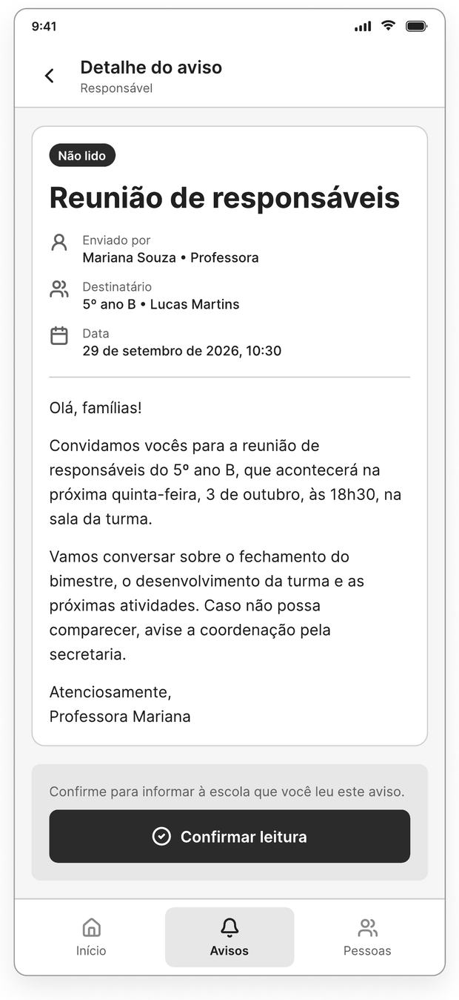 9:41
Detalhe do aviso
Responsável
Não lido
Reunião de responsáveis
Enviado por
Mariana Souza • Professora
Destinatário
5º ano B • Lucas Martins
Data
29 de setembro de 2026, 10:30
Olá, famílias!
Convidamos vocês para a reunião de
responsáveis do 5º ano B, que acontecerá na
próxima quinta-feira, 3 de outubro, às 18h30, na
sala da turma.
Vamos conversar sobre o fechamento do
bimestre, o desenvolvimento da turma e as
próximas atividades. Caso não possa
comparecer, avise a coordenação pela
secretaria.
Atenciosamente,
Professora Mariana
Confirme para informar à escola que você leu este aviso.
Confirmar leitura
Início
Avisos
Pessoas